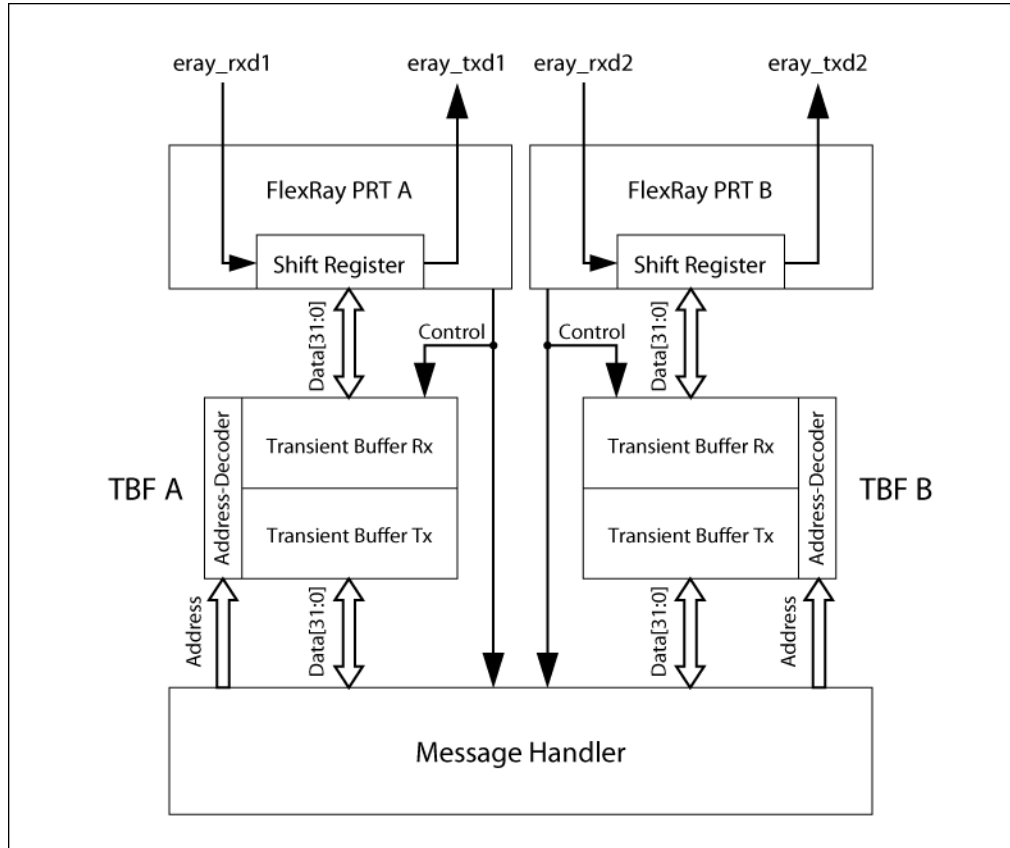 eray_rxd1
eray_txd1
eray_rxd2
eray_txd2
FlexRay PRT A
FlexRay PRT B
Shift Register
Shift Register
Data[31:0]
Control
Control
Data[31:0]
TBF A
Address-Decoder
Transient Buffer Rx
Transient Buffer Tx
Transient Buffer Rx
Transient Buffer Tx
Address-Decoder
TBF B
Address
Data[31:0]
Data[31:0]
Address
Message Handler